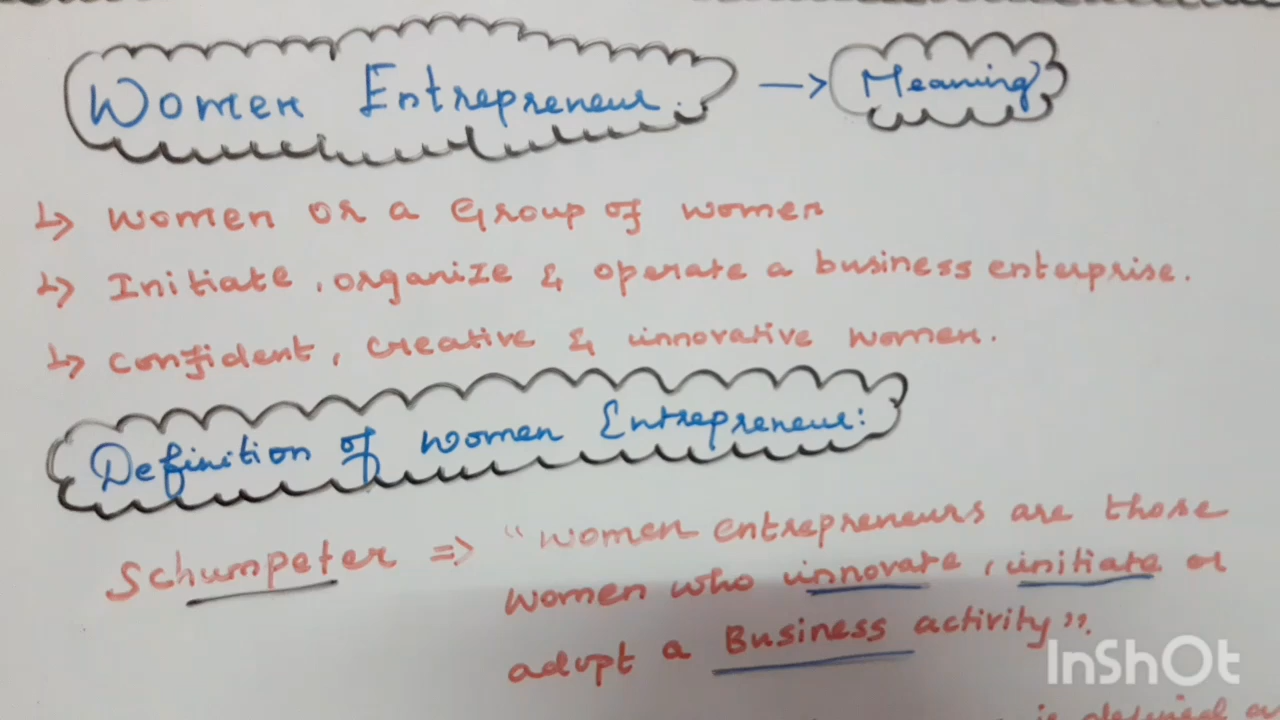 Women Entrepreneur. → Meaning
↳ Women or a Group of women
↳ Initiate, organize & operate a business enterprise.
↳ confident, creative & innovative women.
Definition of women Entrepreneur:
Schumpeter ⇒ "Women entrepreneurs are those
women who innovate, initiate or
adopt a Business activity".
InShOt
is